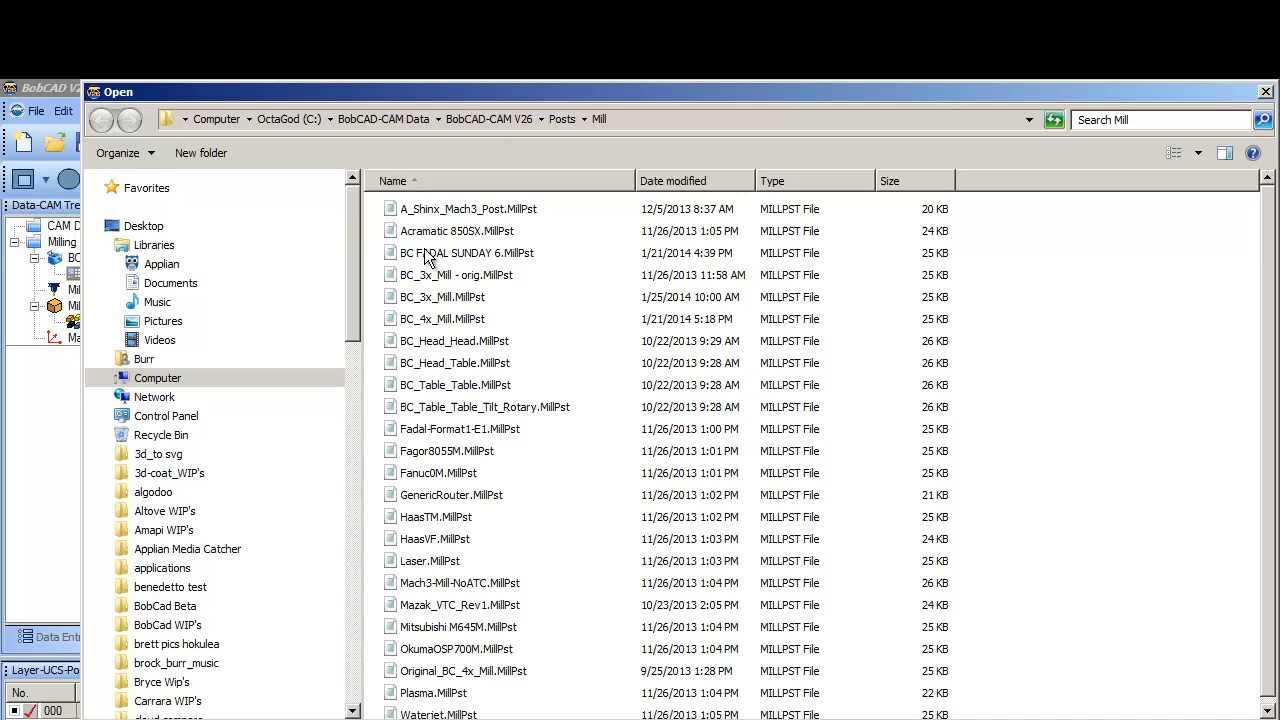 BobCAD V2
Open
File Edit
Computer OctaGod (C:) BobCAD-CAM Data BobCAD-CAM V26 Posts Mill
Search Mill
Organize New folder
Data-CAM Tre
CAM D
Milling
BC
Mil
Mil
Ma
Data Entr
Layer-UCS-Po
No.
000
Favorites
Desktop
Libraries
Applian
Documents
Music
Pictures
Videos
Burr
Computer
Network
Control Panel
Recycle Bin
3d_to svg
3d-coat_WIP's
algodoo
Altove WIP's
Amapi WIP's
Applian Media Catcher
applications
benedetto test
BobCad Beta
BobCad WIP's
brett pics hokulea
brock_burr_music
Bryce Wip's
Carrara WIP's
cloud compare
Name Date modified Type Size
A_Shinx_Mach3_Post.MillPst 12/5/2013 8:37 AM MILLPST File 20 KB
Acramatic 850SX.MillPst 11/26/2013 1:05 PM MILLPST File 24 KB
BC FADAL SUNDAY 6.MillPst 1/21/2014 4:39 PM MILLPST File 25 KB
BC_3x_Mill - orig.MillPst 11/26/2013 11:58 AM MILLPST File 25 KB
BC_3x_Mill.MillPst 1/25/2014 10:00 AM MILLPST File 25 KB
BC_4x_Mill.MillPst 1/21/2014 5:18 PM MILLPST File 25 KB
BC_Head_Head.MillPst 10/22/2013 9:29 AM MILLPST File 26 KB
BC_Head_Table.MillPst 10/22/2013 9:28 AM MILLPST File 26 KB
BC_Table_Table.MillPst 10/22/2013 9:28 AM MILLPST File 26 KB
BC_Table_Table_Tilt_Rotary.MillPst 10/22/2013 9:28 AM MILLPST File 26 KB
Fadal-Format1-E1.MillPst 11/26/2013 1:00 PM MILLPST File 25 KB
Fagor8055M.MillPst 11/26/2013 1:01 PM MILLPST File 25 KB
Fanuc0M.MillPst 11/26/2013 1:01 PM MILLPST File 25 KB
GenericRouter.MillPst 11/26/2013 1:02 PM MILLPST File 21 KB
HaasTM.MillPst 11/26/2013 1:02 PM MILLPST File 25 KB
HaasVF.MillPst 11/26/2013 1:03 PM MILLPST File 24 KB
Laser.MillPst 11/26/2013 1:03 PM MILLPST File 25 KB
Mach3-Mill-NoATC.MillPst 11/26/2013 1:04 PM MILLPST File 26 KB
Mazak_VTC_Rev1.MillPst 10/23/2013 2:05 PM MILLPST File 24 KB
Mitsubishi M645M.MillPst 11/26/2013 1:04 PM MILLPST File 25 KB
OkumaOSP700M.MillPst 11/26/2013 1:04 PM MILLPST File 25 KB
Original_BC_4x_Mill.MillPst 9/25/2013 1:28 PM MILLPST File 25 KB
Plasma.MillPst 11/26/2013 1:04 PM MILLPST File 22 KB
Waterjet.MillPst 11/26/2013 1:05 PM MILLPST File 25 KB